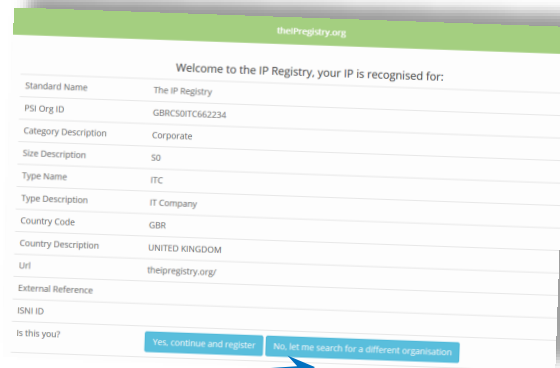 theIPregistry.org
Welcome to the IP Registry, your IP is recognised for:
Standard Name The IP Registry
PSI Org ID GBRCS0ITC662234
Category Description Corporate
Size Description S0
Type Name ITC
Type Description IT Company
Country Code GBR
Country Description UNITED KINGDOM
Url theipregistry.org/
External Reference
ISNI ID
Is this you? Yes, continue and register No, let me search for a different organisation